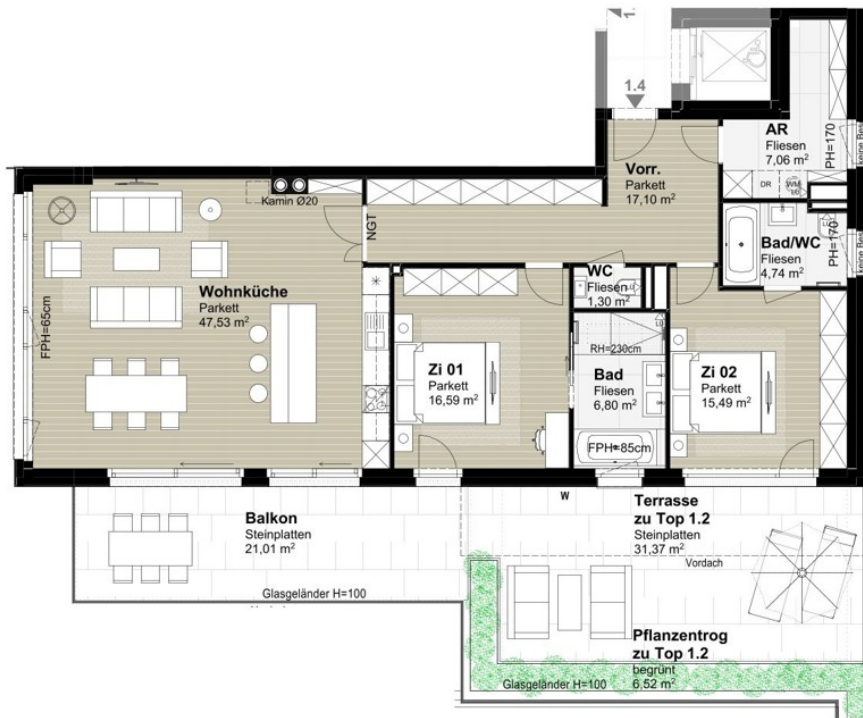 1.
1.4
AR
Fliesen
7,06 m²
PH=170
Vorr.
Parkett
17,10 m²
DR
WM
Kamin Ø20
NGT
Bad/WC
Fliesen
4,74 m²
PH=170
WC
Fliesen
1,30 m²
Wohnküche
Parkett
47,53 m²
FPH=65cm
RH=230cm
Zi 01
Parkett
16,59 m²
Bad
Fliesen
6,80 m²
FPH=85cm
Zi 02
Parkett
15,49 m²
W
Balkon
Steinplatten
21,01 m²
Glasgeländer H=100
Terrasse
zu Top 1.2
Steinplatten
31,37 m²
Vordach
Pflanzentrog
zu Top 1.2
begrünt
6,52 m²
Glasgeländer H=100